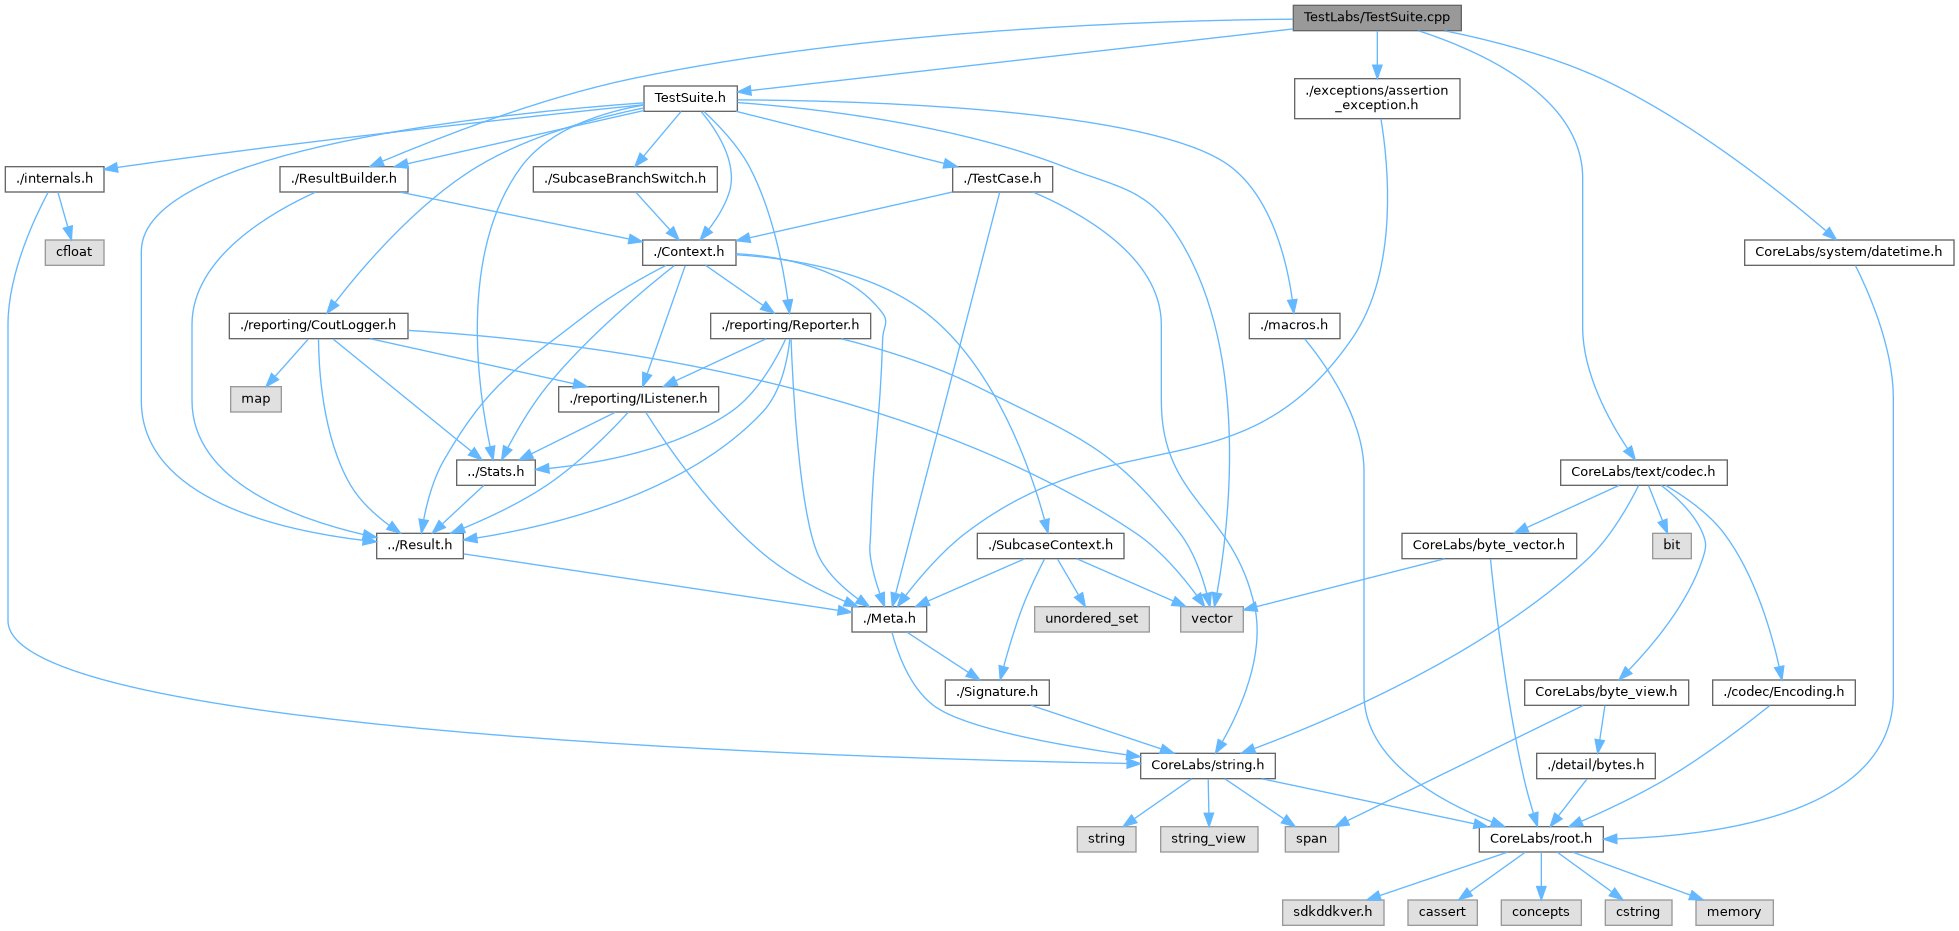 TestLabs/TestSuite.cpp
TestSuite.h
./exceptions/assertion
_exception.h
./internals.h
./ResultBuilder.h
./SubcaseBranchSwitch.h
./TestCase.h
cfloat
./Context.h
CoreLabs/system/datetime.h
./reporting/CoutLogger.h
./reporting/Reporter.h
./macros.h
map
./reporting/IListener.h
../Stats.h
CoreLabs/text/codec.h
../Result.h
./SubcaseContext.h
CoreLabs/byte_vector.h
bit
./Meta.h
unordered_set
vector
./Signature.h
CoreLabs/byte_view.h
./codec/Encoding.h
CoreLabs/string.h
./detail/bytes.h
string
string_view
span
CoreLabs/root.h
sdkddkver.h
cassert
concepts
cstring
memory